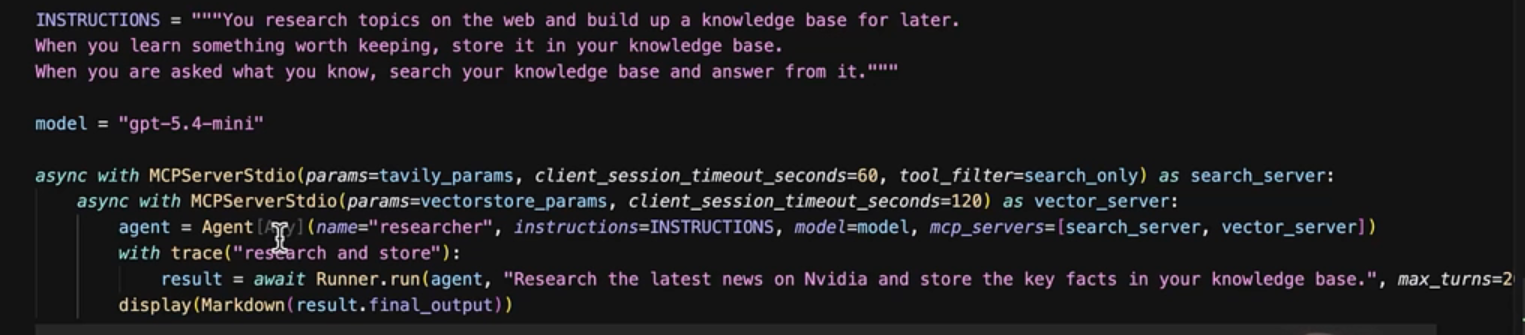 INSTRUCTIONS = """You research topics on the web and build up a knowledge base for later.
When you learn something worth keeping, store it in your knowledge base.
When you are asked what you know, search your knowledge base and answer from it."""
model = "gpt-5.4-mini"
async with MCPServerStdio(params=tavily_params, client_session_timeout_seconds=60, tool_filter=search_only) as search_server:
async with MCPServerStdio(params=vectorstore_params, client_session_timeout_seconds=120) as vector_server:
agent = Agent(name="researcher", instructions=INSTRUCTIONS, model=model, mcp_servers=[search_server, vector_server])
with trace("research and store"):
result = await Runner.run(agent, "Research the latest news on Nvidia and store the key facts in your knowledge base.", max_turns=2
display(Markdown(result.final_output))